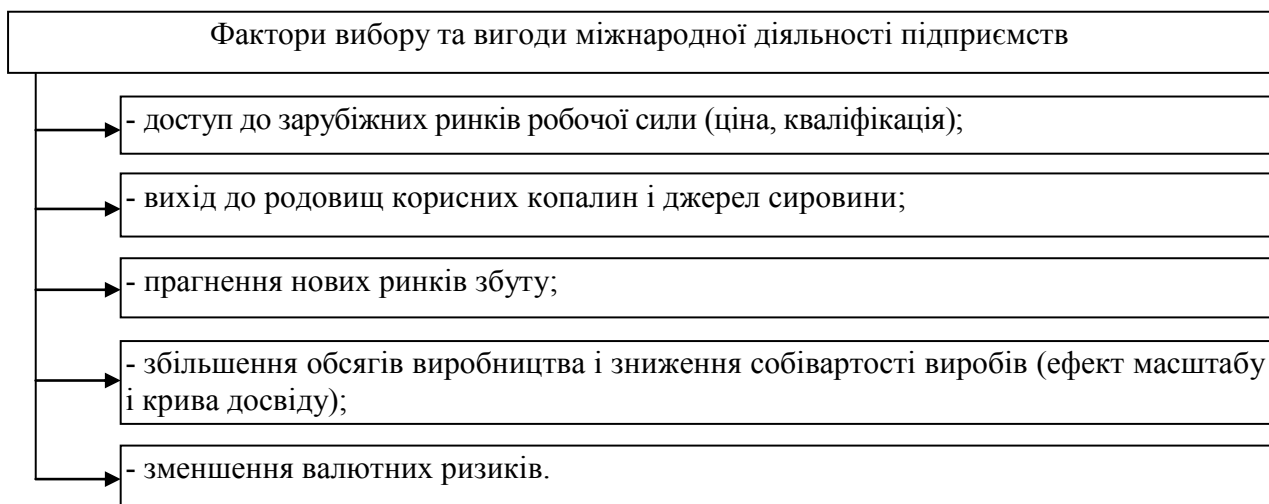 Фактори вибору та вигоди міжнародної діяльності підприємств
- доступ до зарубіжних ринків робочої сили (ціна, кваліфікація);
- вихід до родовищ корисних копалин і джерел сировини;
- прагнення нових ринків збуту;
- збільшення обсягів виробництва і зниження собівартості виробів (ефект масштабу
і крива досвіду);
- зменшення валютних ризиків.